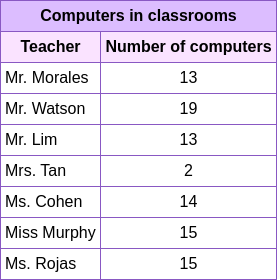 Computers in classrooms
Teacher Number of computers
Mr. Morales 13
Mr. Watson 19
Mr. Lim 13
Mrs. Tan 2
Ms. Cohen 14
Miss Murphy 15
Ms. Rojas 15